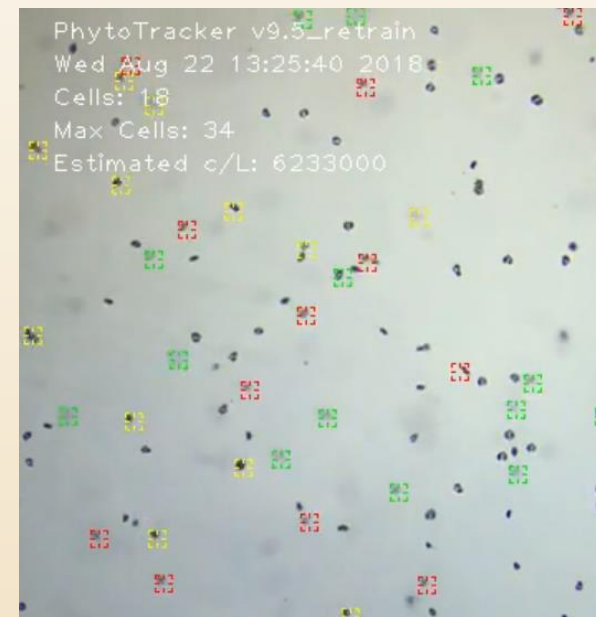 PhytoTracker v9.5_retrain
Wed Aug 22 13:25:40 2018
Cells: 18
Max Cells: 34
Estimated c/L: 6233000